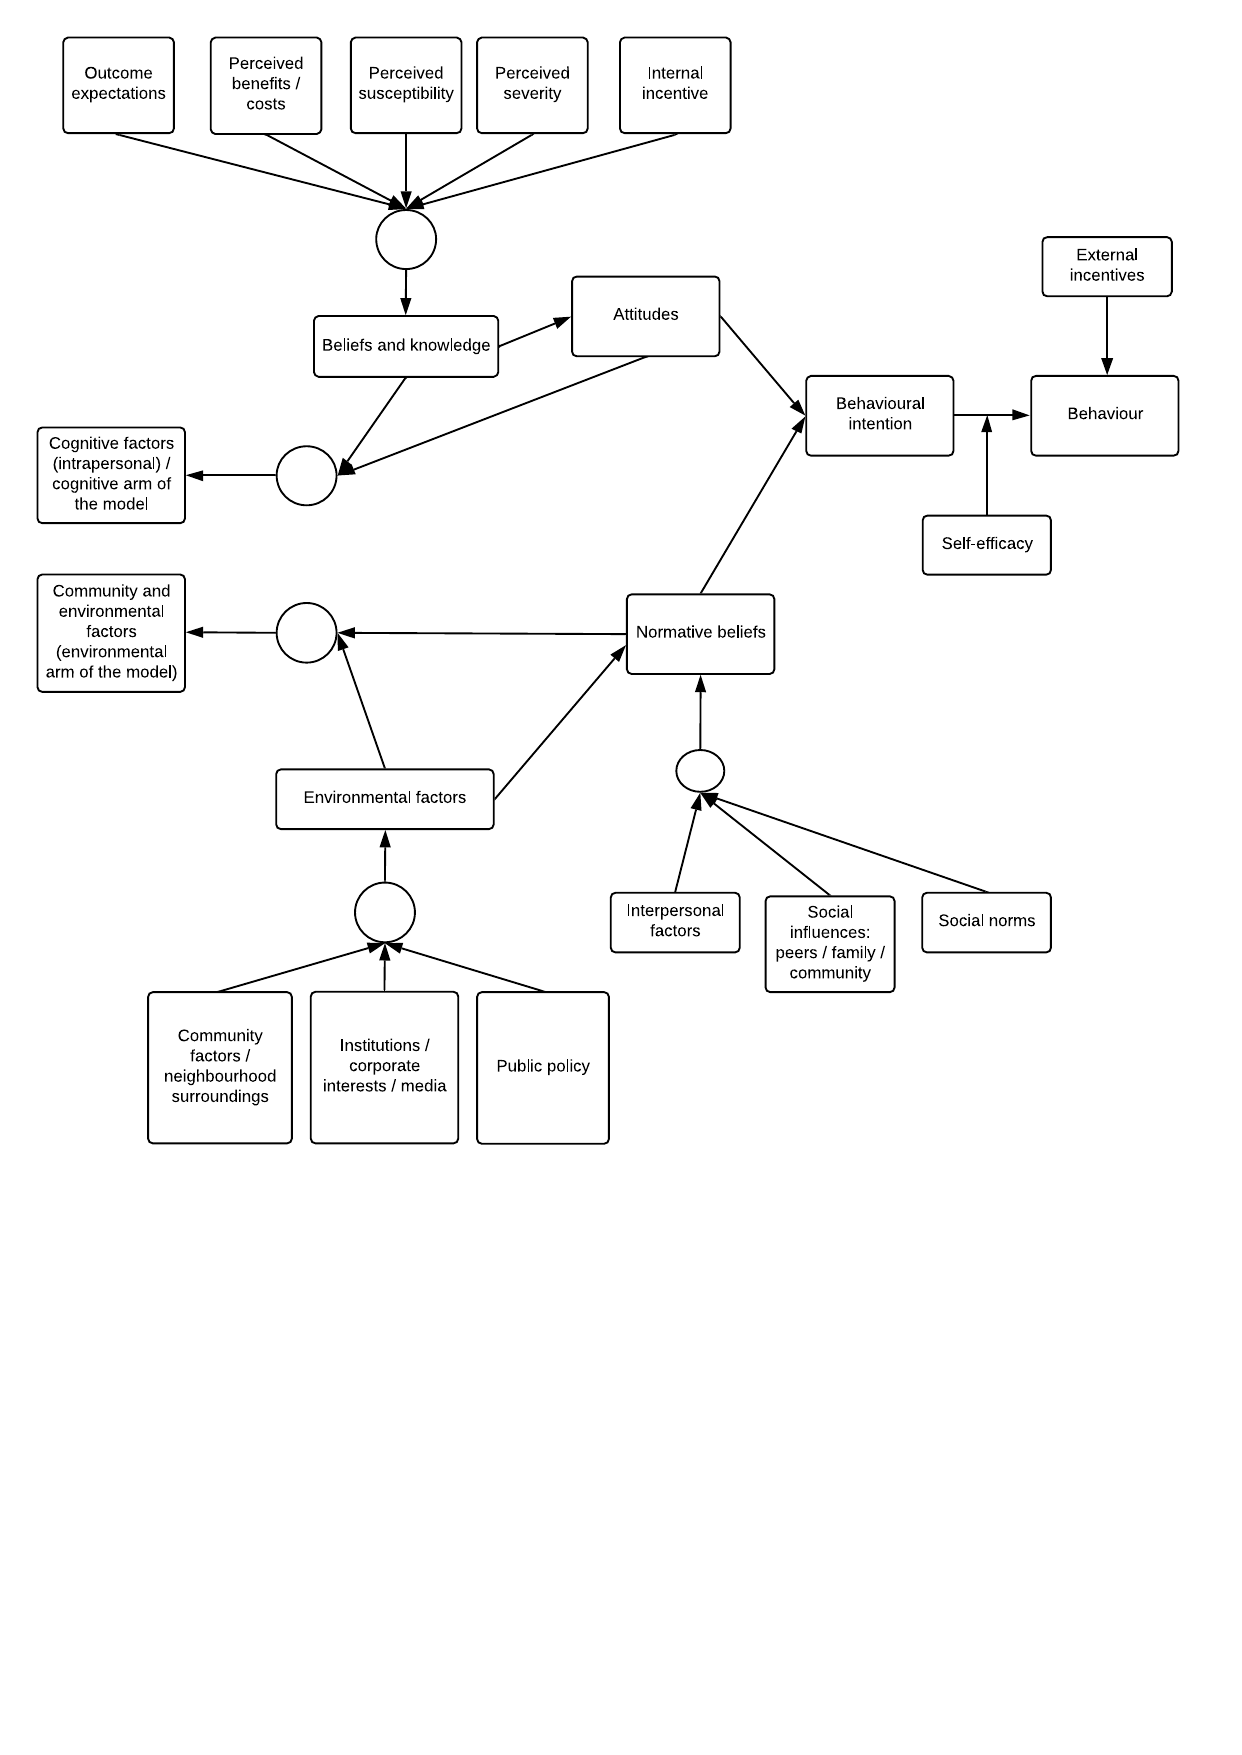 Outcome
expectations
Perceived
benefits /
costs
Perceived
susceptibility
Perceived
severity
Internal
incentive
External
incentives
Attitudes
Beliefs and knowledge
Behavioural
intention
Behaviour
Cognitive factors
(intrapersonal) /
cognitive arm of
the model
Self-efficacy
Community and
environmental
factors
(environmental
arm of the model)
Normative beliefs
Environmental factors
Interpersonal
factors
Social
influences:
peers / family /
community
Social norms
Community
factors /
neighbourhood
surroundings
Institutions /
corporate
interests / media
Public policy